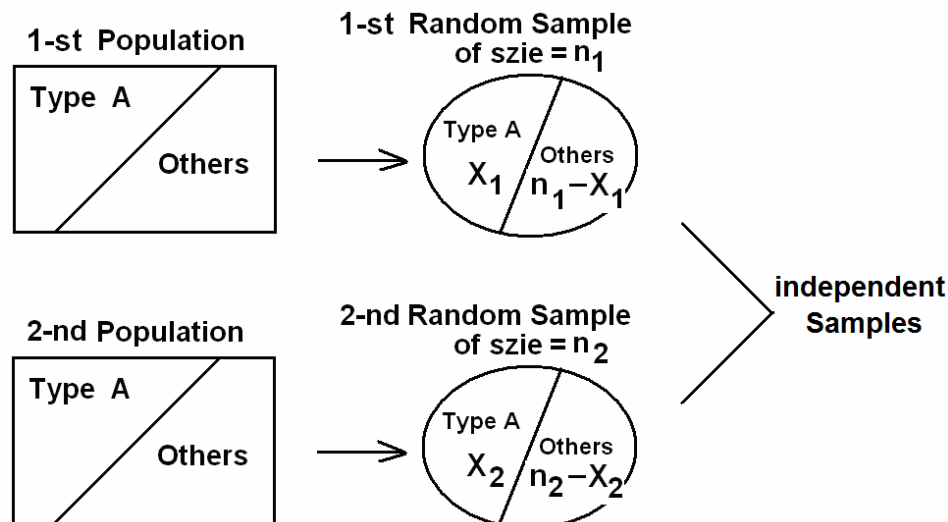 1-st Population
Type A
Others
1-st Random Sample
of szie = n₁
Type A
X₁
Others
n₁–X₁
independent
Samples
2-nd Population
Type A
Others
2-nd Random Sample
of szie = n₂
Type A
X₂
Others
n₂–X₂